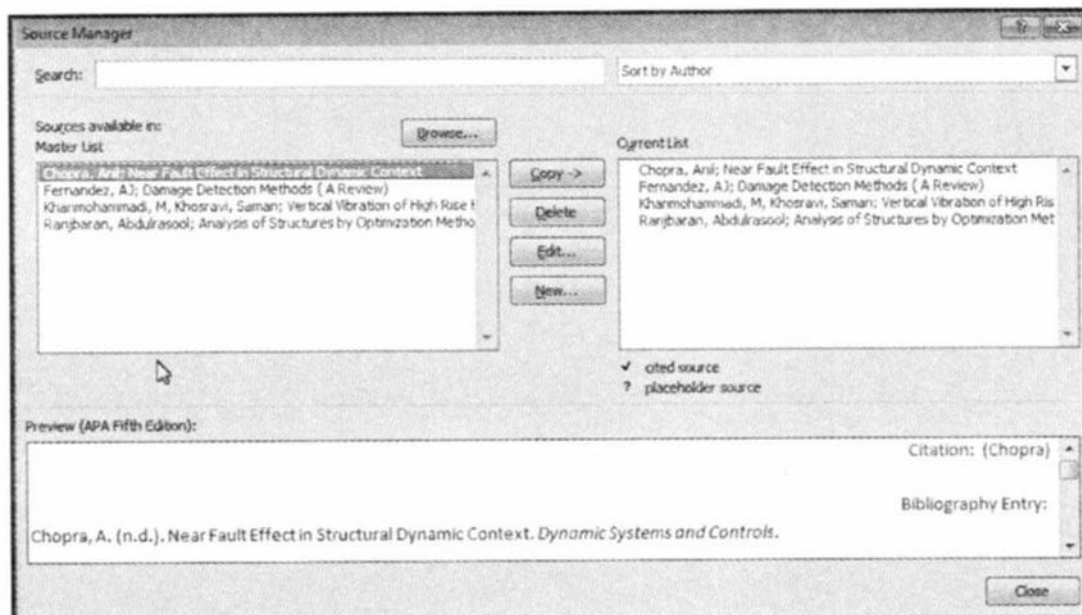 Source Manager
Search:
Sort by Author
Sources available in:
Master List
Browse...
Current List
Chopra, Anil; Near Fault Effect in Structural Dynamic Context
Fernandez, AJ; Damage Detection Methods ( A Review)
Khanmohammadi, M, Khosravi, Saman; Vertical Vibration of High Rise
Ranjbaran, Abdulrasool; Analysis of Structures by Optimization Metho
Copy ->
Delete
Edit...
New...
Chopra, Anil; Near Fault Effect in Structural Dynamic Context
Fernandez, AJ; Damage Detection Methods ( A Review)
Khanmohammadi, M, Khosravi, Saman; Vertical Vibration of High Ris
Ranjbaran, Abdulrasool; Analysis of Structures by Optimization Met
✓ cited source
? placeholder source
Preview (APA Fifth Edition):
Citation: (Chopra)
Bibliography Entry:
Chopra, A. (n.d.). Near Fault Effect in Structural Dynamic Context. Dynamic Systems and Controls.
Close